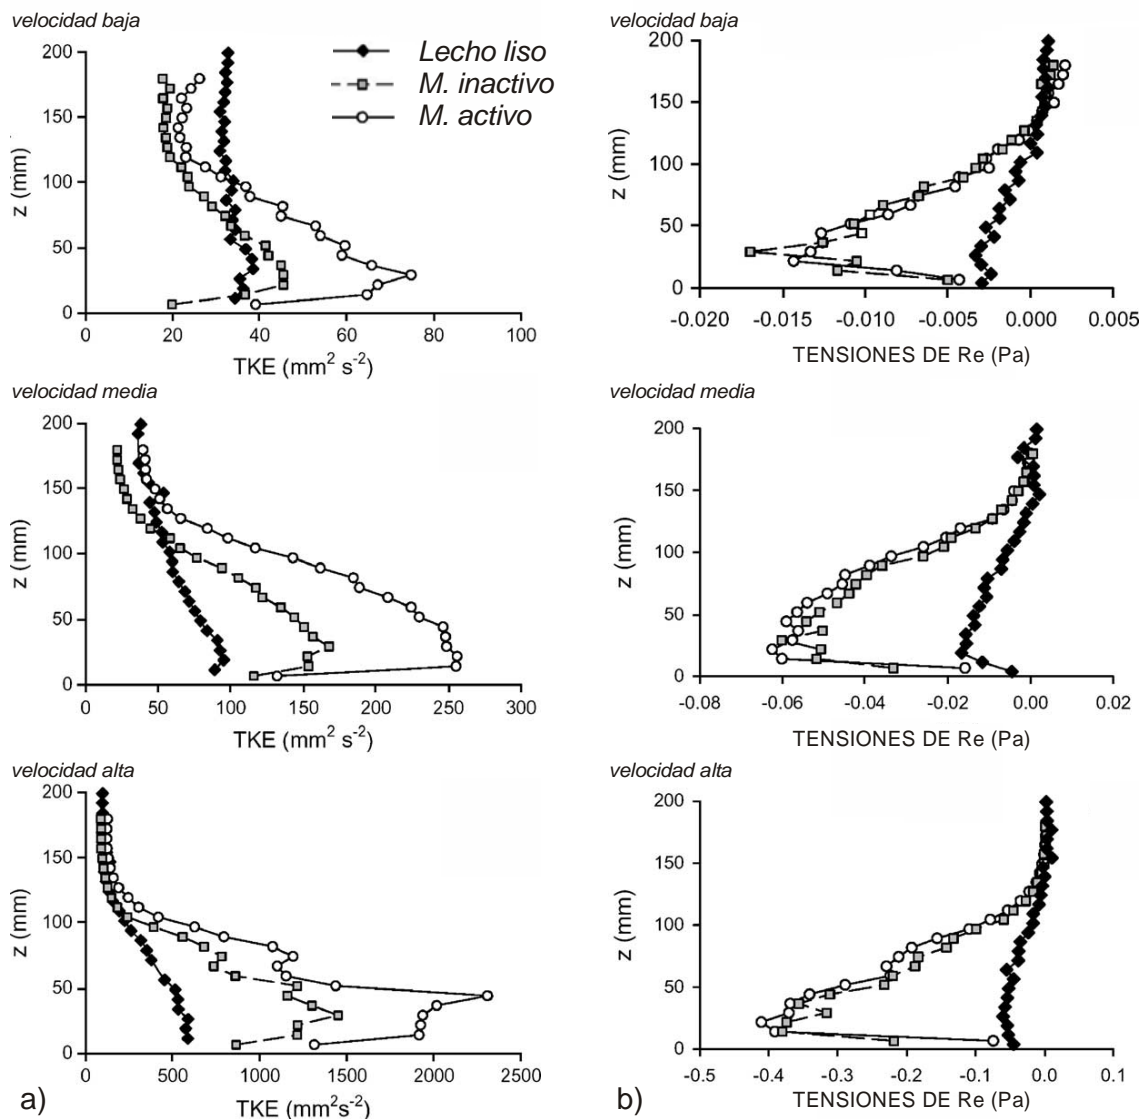 velocidad baja
Lecho liso
M. inactivo
M. activo
200
150
100
50
0
z (mm)
0 20 40 60 80 100
TKE (mm² s⁻²)
velocidad baja
200
150
100
50
0
z (mm)
-0.020 -0.015 -0.010 -0.005 0.000 0.005
TENSIONES DE Re (Pa)
velocidad media
200
150
100
50
0
z (mm)
0 50 100 150 200 250 300
TKE (mm² s⁻²)
velocidad media
200
150
100
50
0
z (mm)
-0.08 -0.06 -0.04 -0.02 0.00 0.02
TENSIONES DE Re (Pa)
velocidad alta
200
150
100
50
0
z (mm)
0 500 1000 1500 2000 2500
TKE (mm²s⁻²)
a)
velocidad alta
200
150
100
50
0
z (mm)
-0.5 -0.4 -0.3 -0.2 -0.1 0.0 0.1
TENSIONES DE Re (Pa)
b)